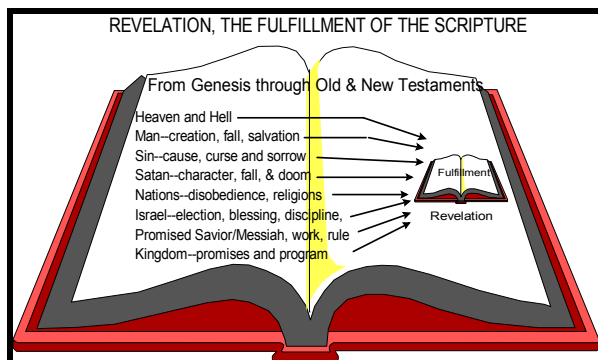 REVELATION, THE FULFILLMENT OF THE SCRIPTURE
From Genesis through Old & New Testaments
Heaven and Hell
Man--creation, fall, salvation
Sin--cause, curse and sorrow
Satan--character, fall, & doom
Nations--disobedience, religions
Israel--election, blessing, discipline,
Promised Savior/Messiah, work, rule
Kingdom--promises and program
Fulfillment
Revelation